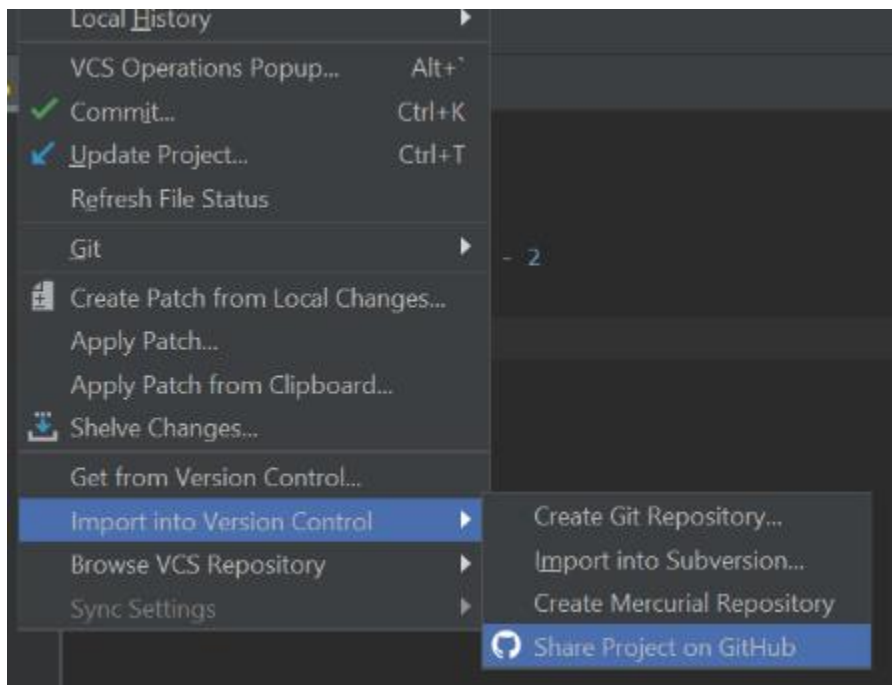 Local History
VCS Operations Popup... Alt+`
Commit... Ctrl+K
Update Project... Ctrl+T
Refresh File Status
Git
- 2
Create Patch from Local Changes...
Apply Patch...
Apply Patch from Clipboard...
Shelve Changes...
Get from Version Control...
Import into Version Control
Create Git Repository...
Browse VCS Repository
Import into Subversion...
Sync Settings
Create Mercurial Repository
Share Project on GitHub